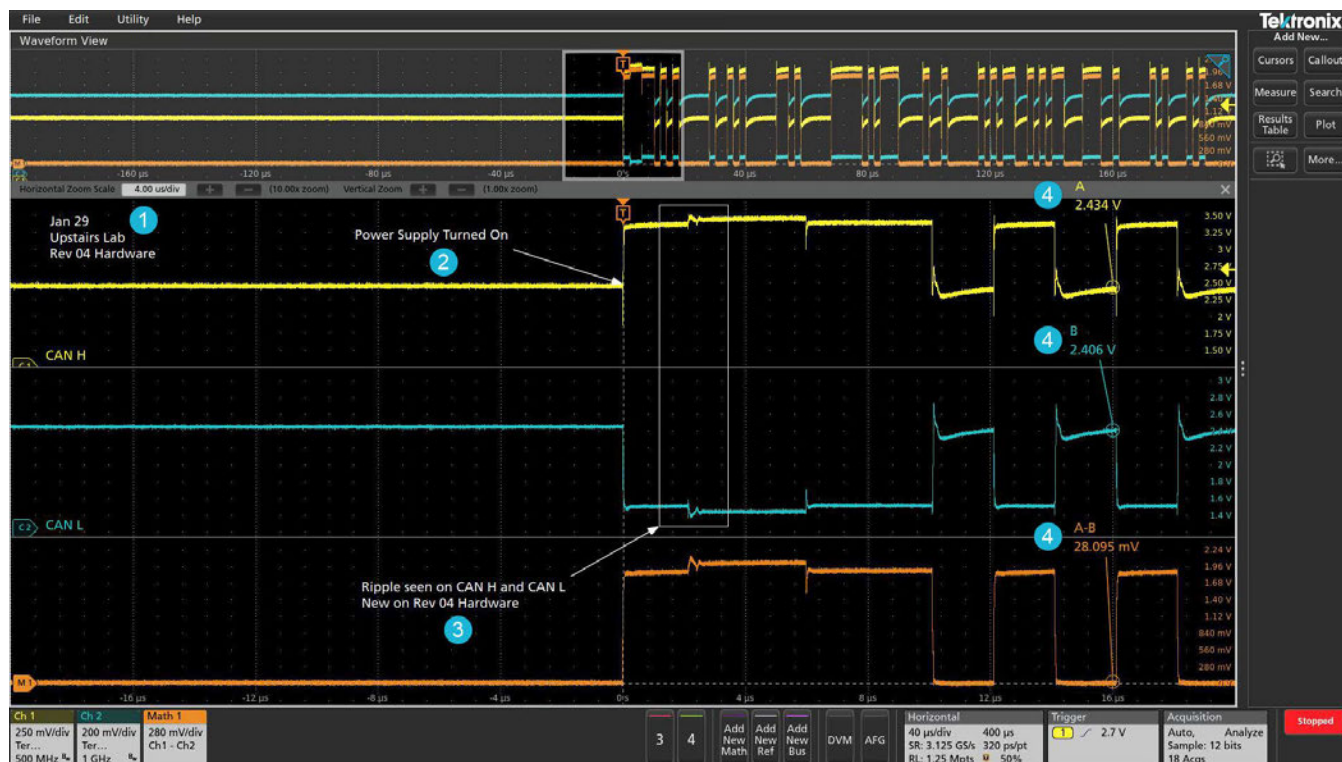 File Edit Utility Help
Tektronix
Waveform View
Add New...
Cursors Callout
Measure Search
Results Table Plot
More...
1.96
1.68 V
1.12
560 mV
280 mV
-160 µs -120 µs -80 µs -40 µs 0s 40 µs 80 µs 120 µs 160 µs
Horizontal Zoom Scale 4.00 us/div + − (10.00x zoom) Vertical Zoom + − (1.00x zoom)
1
Jan 29
Upstairs Lab
Rev 04 Hardware
Power Supply Turned On
2
4
A
2.434 V
3.50 V
3.25 V
3 V
2.75
2.50 V
2.25 V
2 V
1.75 V
1.50 V
CAN H
4
B
2.406 V
3 V
2.8 V
2.6 V
2.2 V
2 V
1.8 V
1.6 V
1.4 V
C2 CAN L
4
A-B
28.095 mV
2.24 V
1.96 V
1.68 V
1.40 V
1.12 V
840 mV
560 mV
280 mV
Ripple seen on CAN H and CAN L
New on Rev 04 Hardware
3
M1
-16 µs -12 µs -8 µs -4 µs 0s 4 µs 8 µs 12 µs 16 µs
Ch 1
250 mV/div
Ter...
500 MHz
Ch 2
200 mV/div
Ter...
1 GHz
Math 1
280 mV/div
Ch1 - Ch2
3 4
Add New Math
Add New Ref
Add New Bus
DVM AFG
Horizontal
40 µs/div 400 µs
SR: 3.125 GS/s 320 ps/pt
RL: 1.25 Mpts 50%
Trigger
1 2.7 V
Acquisition
Auto, Analyze
Sample: 12 bits
18 Acqs
Stopped